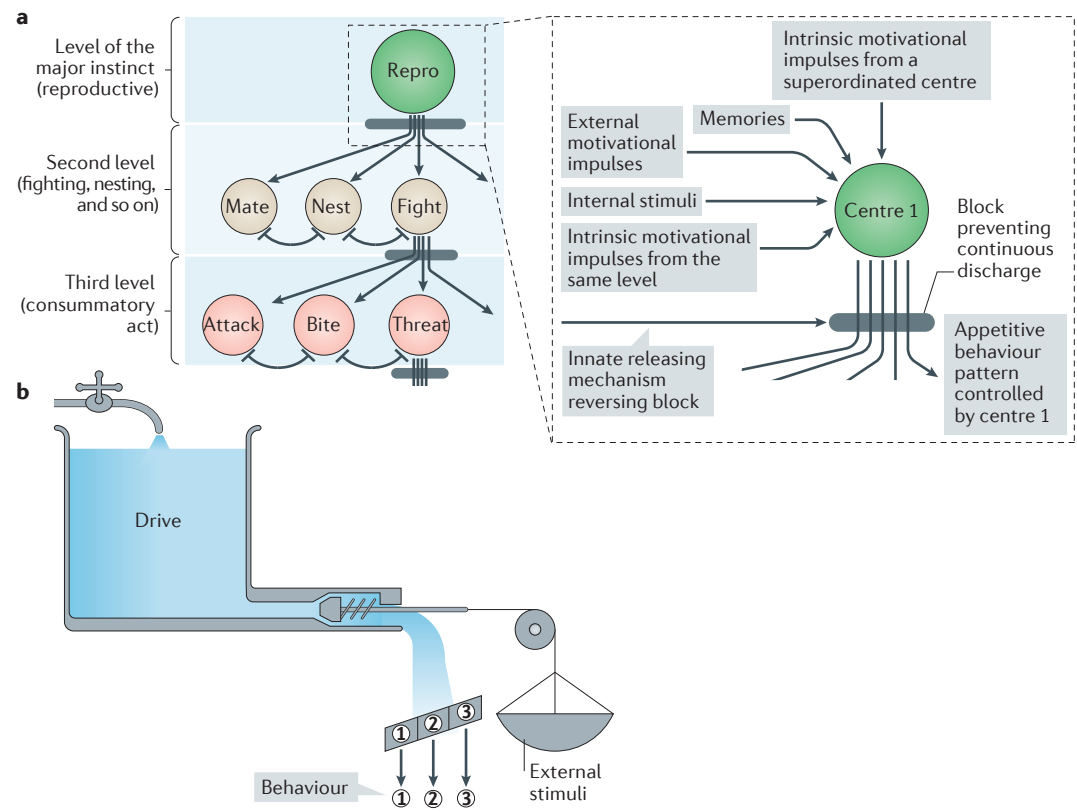 a
Level of the
major instinct
(reproductive)
Repro
Second level
(fighting, nesting,
and so on)
Mate
Nest
Fight
Third level
(consummatory
act)
Attack
Bite
Threat
Intrinsic motivational
impulses from a
superordinated centre
Memories
External
motivational
impulses
Internal stimuli
Centre 1
Intrinsic motivational
impulses from the
same level
Block
preventing
continuous
discharge
Innate releasing
mechanism
reversing block
Appetitive
behaviour
pattern
controlled
by centre 1
b
Drive
1 2 3
External
stimuli
Behaviour
1 2 3